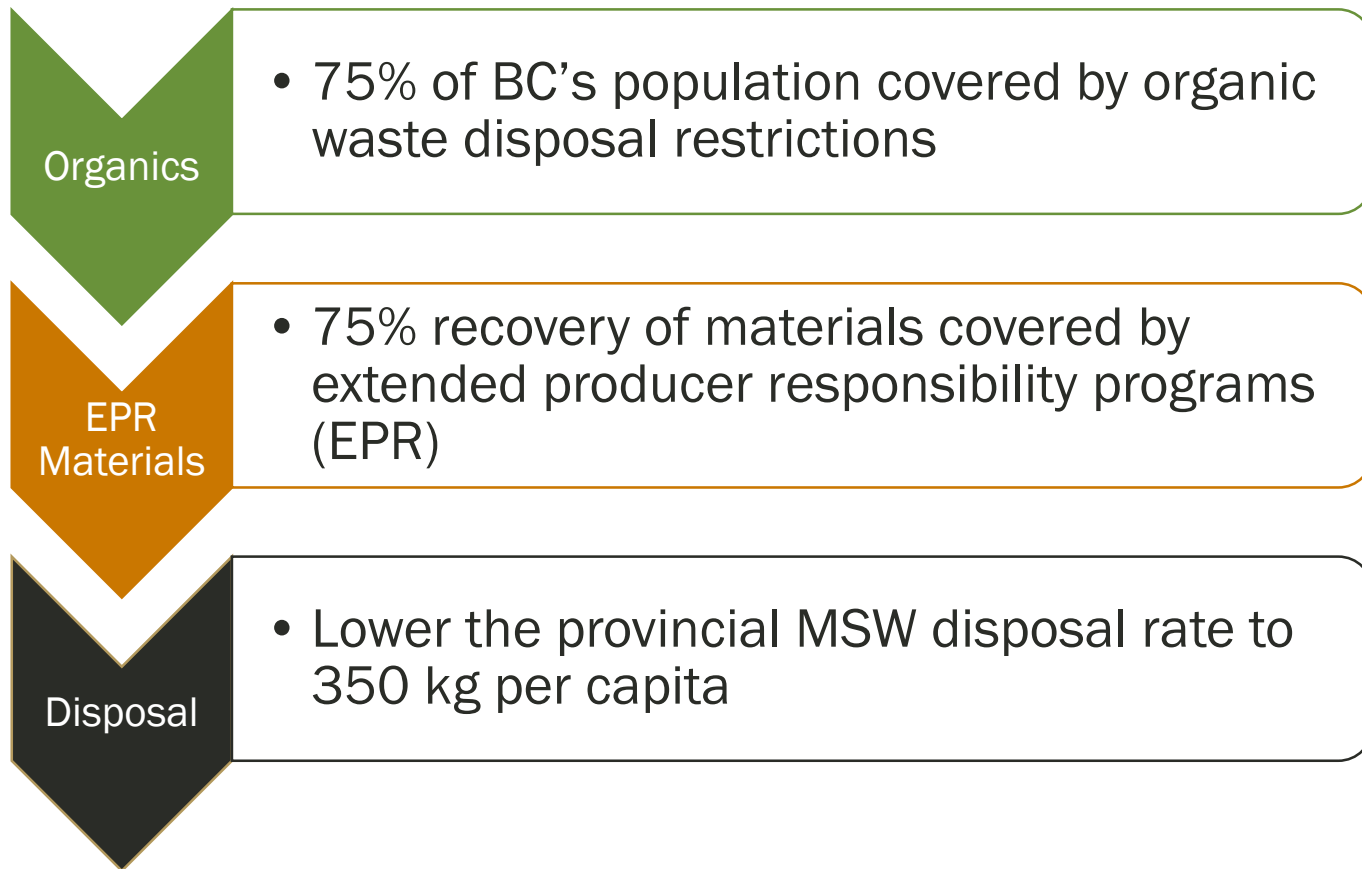 Organics
• 75% of BC’s population covered by organic
waste disposal restrictions
EPR
Materials
• 75% recovery of materials covered by
extended producer responsibility programs
(EPR)
Disposal
• Lower the provincial MSW disposal rate to
350 kg per capita